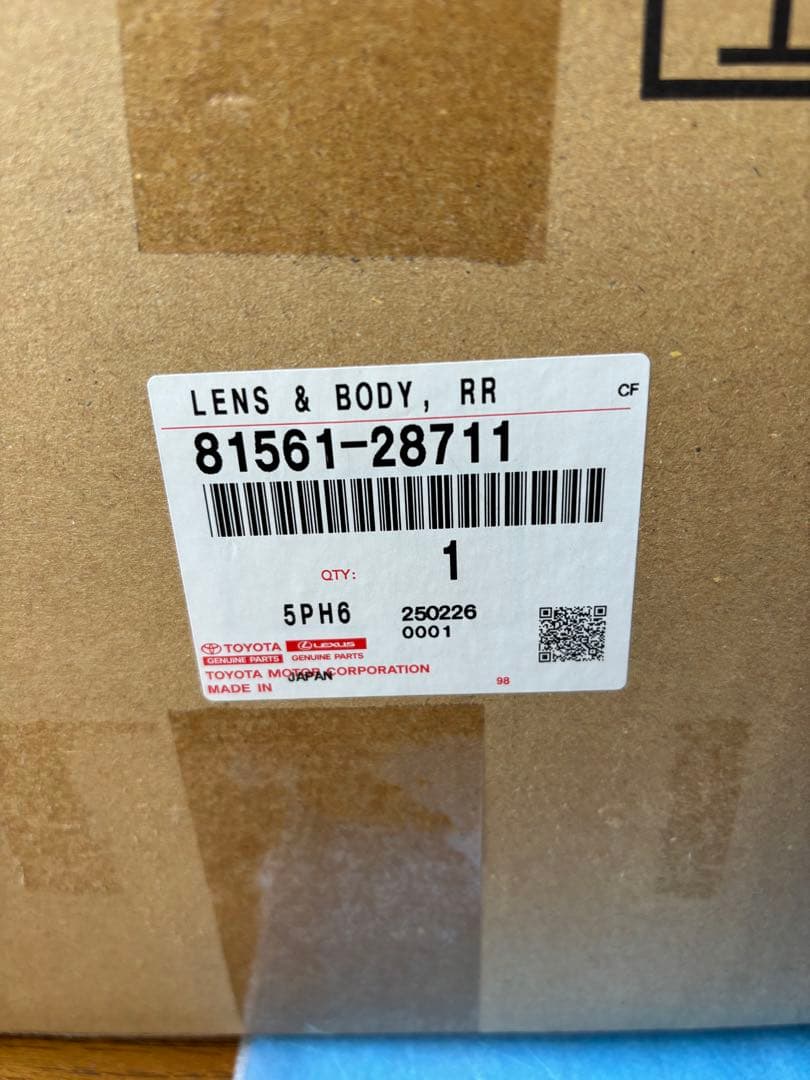 LENS & BODY, RR CF
81561-28711
QTY: 1
5PH6 250226
0001
TOYOTA LEXUS
GENUINE PARTS GENUINE PARTS
TOYOTA MOTOR CORPORATION
MADE IN JAPAN 98